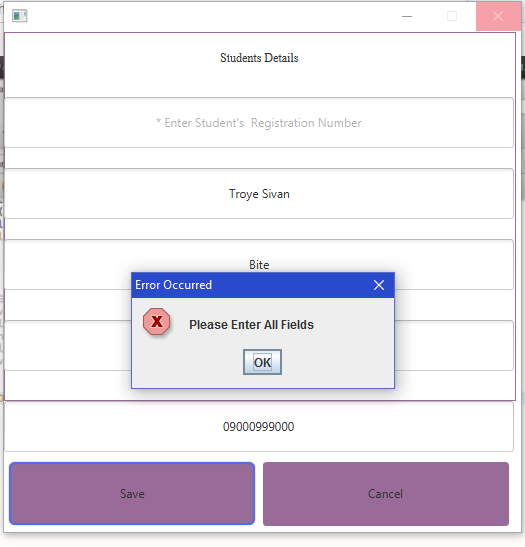 Students Details
* Enter Student's  Registration Number
Troye Sivan
Bite
Error Occurred
Please Enter All Fields
OK
09000999000
Save
Cancel